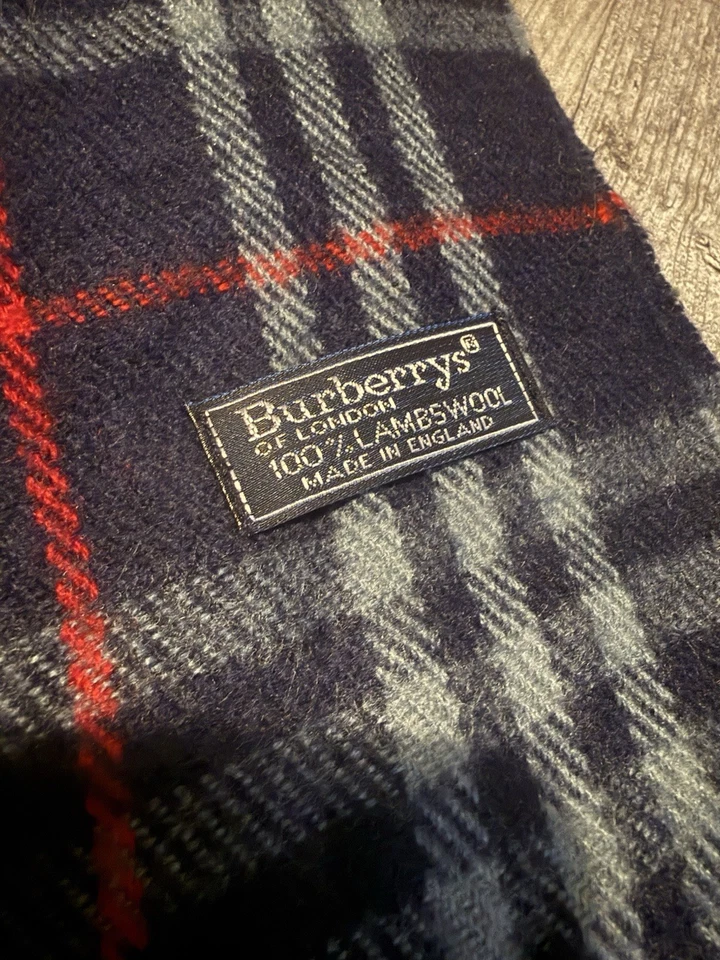 Burberrys®
OF LONDON
100% LAMBSWOOL
MADE IN ENGLAND